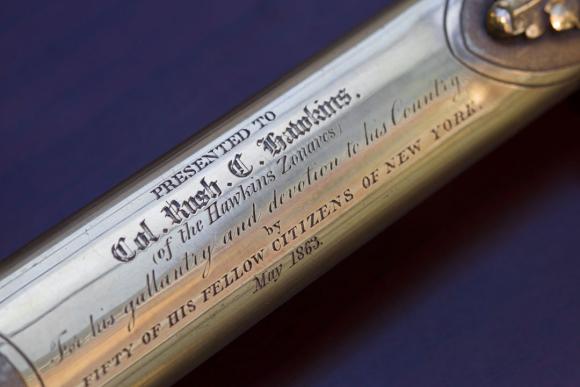 PRESENTED TO
Col. Rush. C. Hawkins.
of the Hawkins Zouaves,
For his gallantry and devotion to his Country
by
FIFTY OF HIS FELLOW CITIZENS OF NEW YORK.
May 1863.